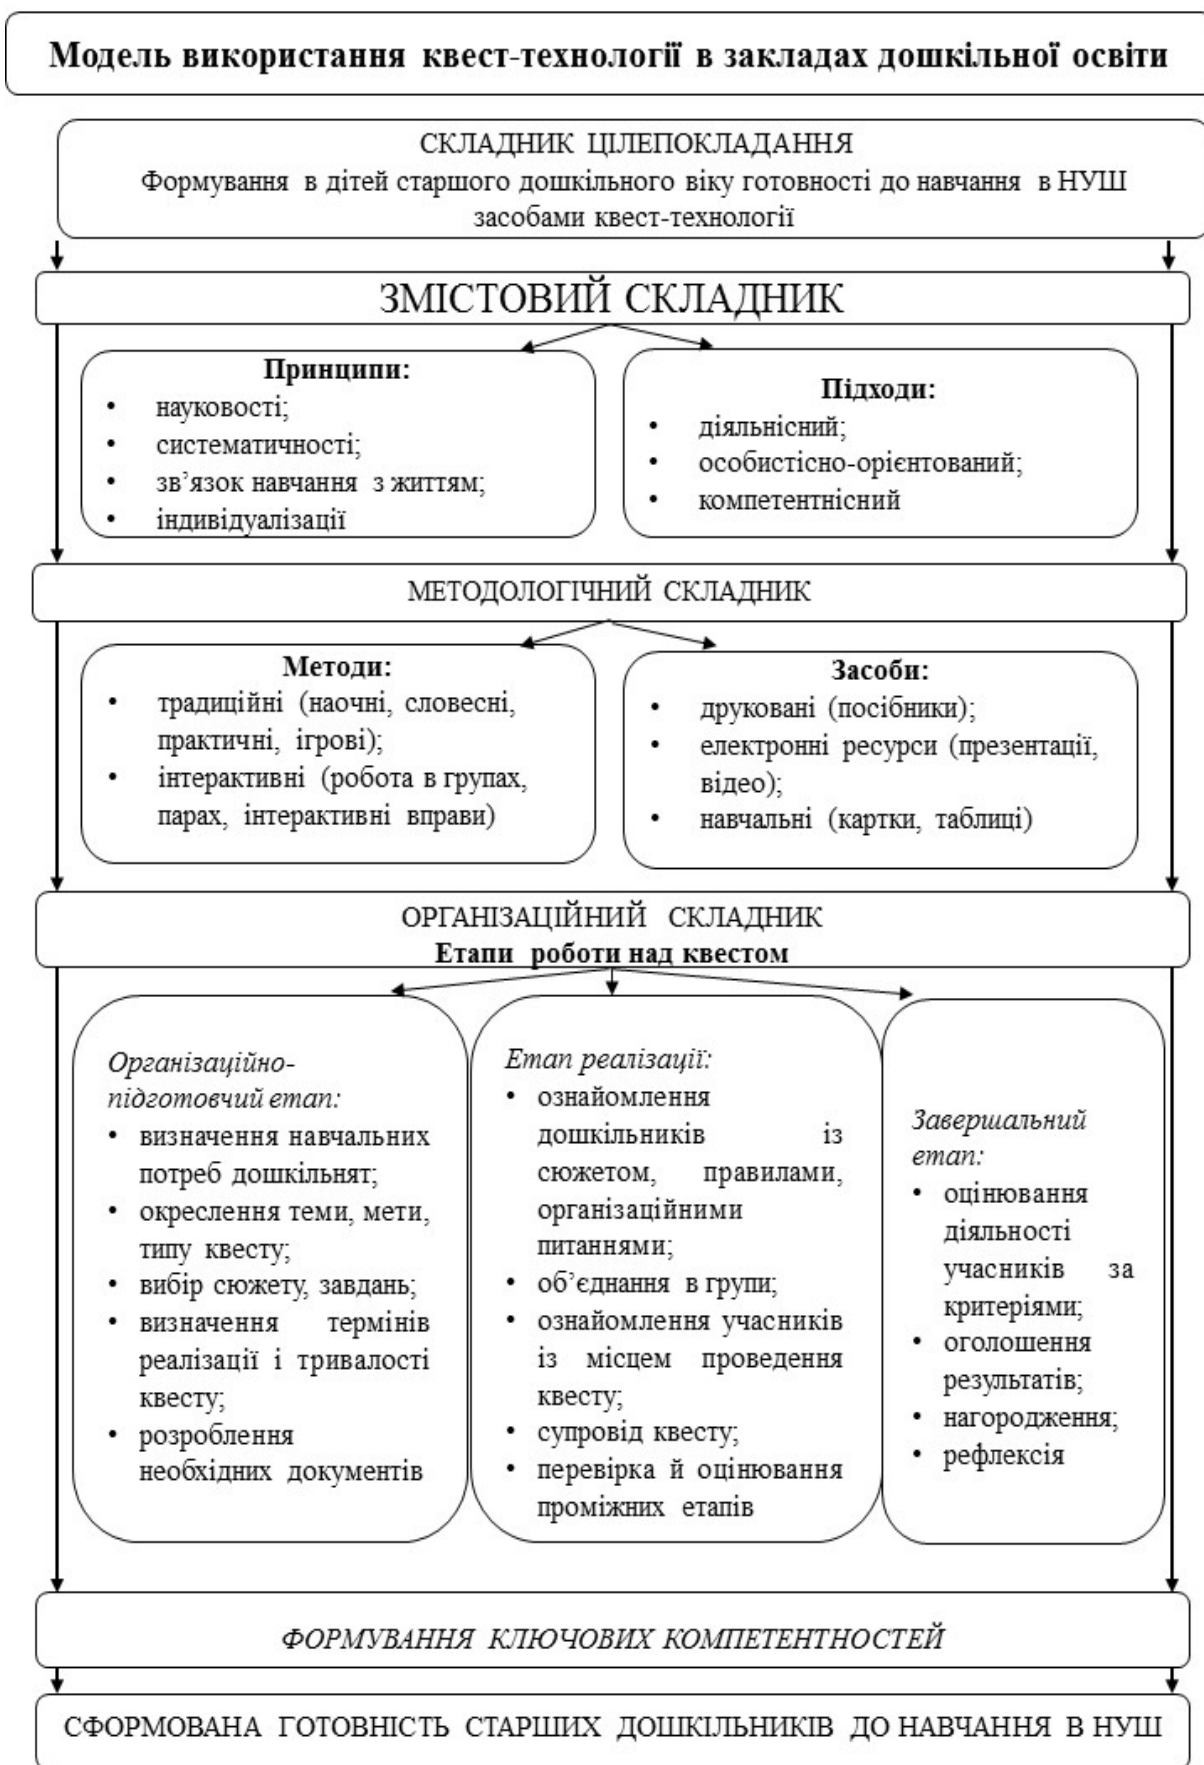 Модель використання квест-технології в закладах дошкільної освіти
СКЛАДНИК ЦІЛЕПОКЛАДАННЯ
Формування в дітей старшого дошкільного віку готовності до навчання в НУШ
засобами квест-технології
ЗМІСТОВИЙ СКЛАДНИК
Принципи:
• науковості;
• систематичності;
• зв’язок навчання з життям;
• індивідуалізації
Підходи:
• діяльнісний;
• особистісно-орієнтований;
• компетентнісний
МЕТОДОЛОГІЧНИЙ СКЛАДНИК
Методи:
• традиційні (наочні, словесні,
практичні, ігрові);
• інтерактивні (робота в групах,
парах, інтерактивні вправи)
Засоби:
• друковані (посібники);
• електронні ресурси (презентації,
відео);
• навчальні (картки, таблиці)
ОРГАНІЗАЦІЙНИЙ СКЛАДНИК
Етапи роботи над квестом
Організаційно-
підготовчий етап:
• визначення навчальних
потреб дошкільнят;
• окреслення теми, мети,
типу квесту;
• вибір сюжету, завдань;
• визначення термінів
реалізації і тривалості
квесту;
• розроблення
необхідних документів
Етап реалізації:
• ознайомлення
дошкільників із
сюжетом, правилами,
організаційними
питаннями;
• об’єднання в групи;
• ознайомлення учасників
із місцем проведення
квесту;
• супровід квесту;
• перевірка й оцінювання
проміжних етапів
Завершальний
етап:
• оцінювання
діяльності
учасників за
критеріями;
• оголошення
результатів;
• нагородження;
• рефлексія
ФОРМУВАННЯ КЛЮЧОВИХ КОМПЕТЕНТНОСТЕЙ
СФОРМОВАНА ГОТОВНІСТЬ СТАРШИХ ДОШКІЛЬНИКІВ ДО НАВЧАННЯ В НУШ